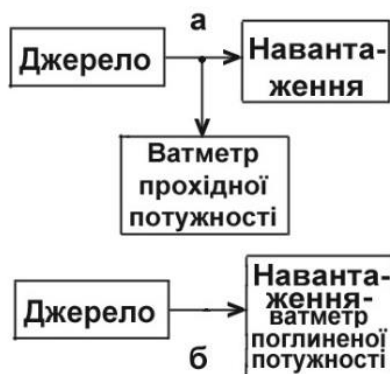 а
Джерело
Наванта-
ження
Ватметр
прохідної
потужності
Джерело
Наванта-
ження-
ватметр
поглиненої
потужності
б